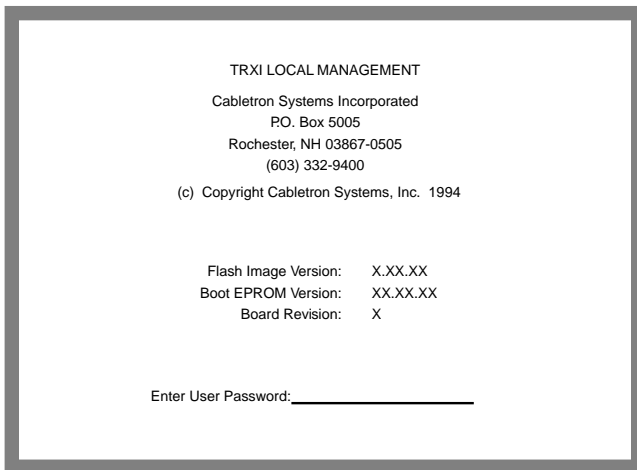 TRXI LOCAL MANAGEMENT
Cabletron Systems Incorporated
P.O. Box 5005
Rochester, NH 03867-0505
(603) 332-9400
(c) Copyright Cabletron Systems, Inc. 1994
Flash Image Version: X.XX.XX
Boot EPROM Version: XX.XX.XX
Board Revision: X
Enter User Password: